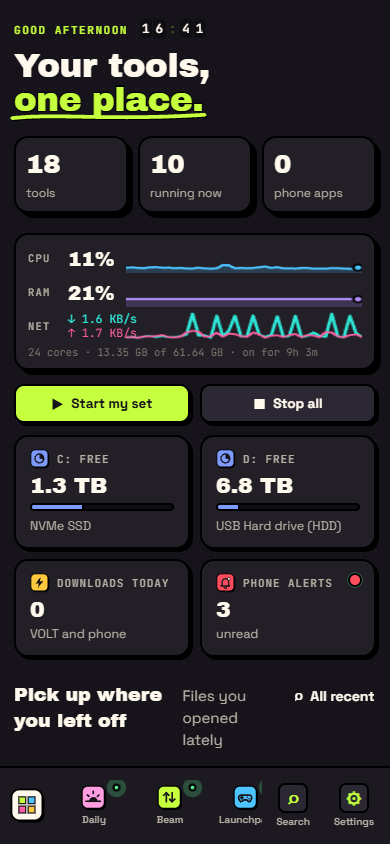 GOOD AFTERNOON 16:41
Your tools,
one place.
18 10 0
tools running now phone apps
CPU 11%
RAM 21%
NET ↓ 1.6 KB/s
↑ 1.7 KB/s
24 cores · 13.35 GB of 61.64 GB · on for 9h 3m
▶ Start my set ■ Stop all
C: FREE D: FREE
1.3 TB 6.8 TB
NVMe SSD USB Hard drive (HDD)
DOWNLOADS TODAY PHONE ALERTS
0 3
VOLT and phone unread
Pick up where you left off
Files you opened lately
All recent
Daily Beam Launchp Search Settings